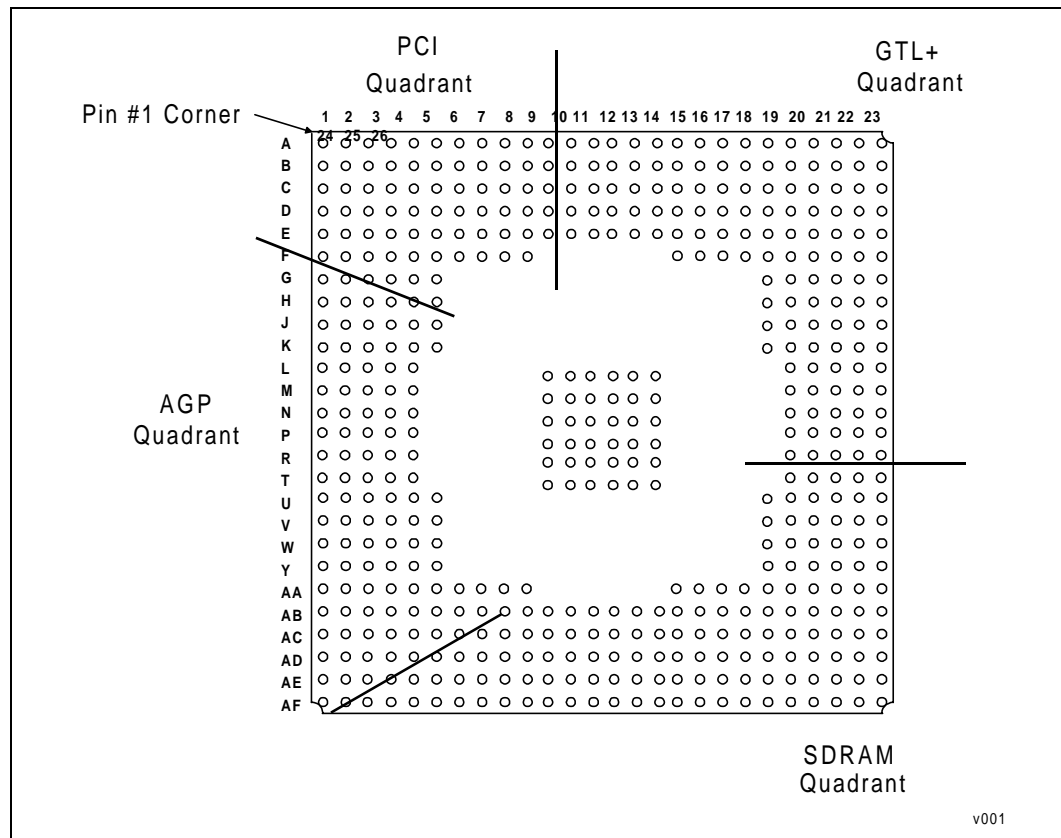 PCI
Quadrant
GTL+
Quadrant
Pin #1 Corner
1 2 3 4 5 6 7 8 9 10 11 12 13 14 15 16 17 18 19 20 21 22 23
24 25 26
A
B
C
D
E
F
G
H
J
K
L
M
N
P
R
T
U
V
W
Y
AA
AB
AC
AD
AE
AF
AGP
Quadrant
SDRAM
Quadrant
v001